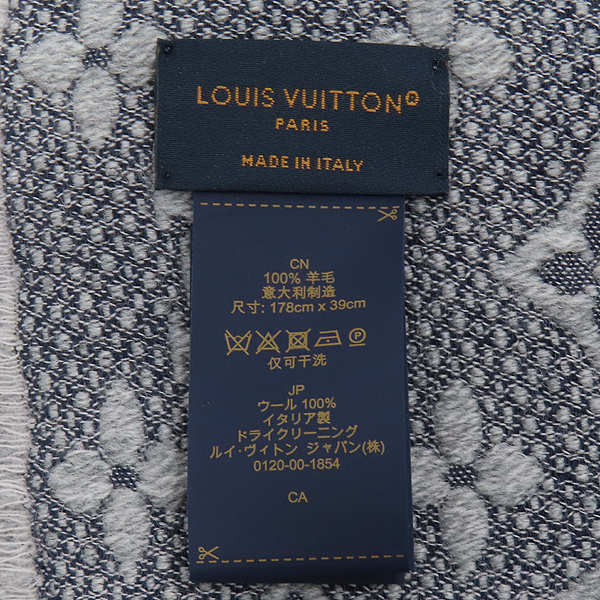 LOUIS VUITTON®
PARIS
MADE IN ITALY
CN
100% 羊毛
意大利制造
尺寸: 178cm x 39cm
仅可干洗
JP
ウール 100%
イタリア製
ドライクリーニング
ルイ·ヴィトン ジャパン(株)
0120-00-1854
CA